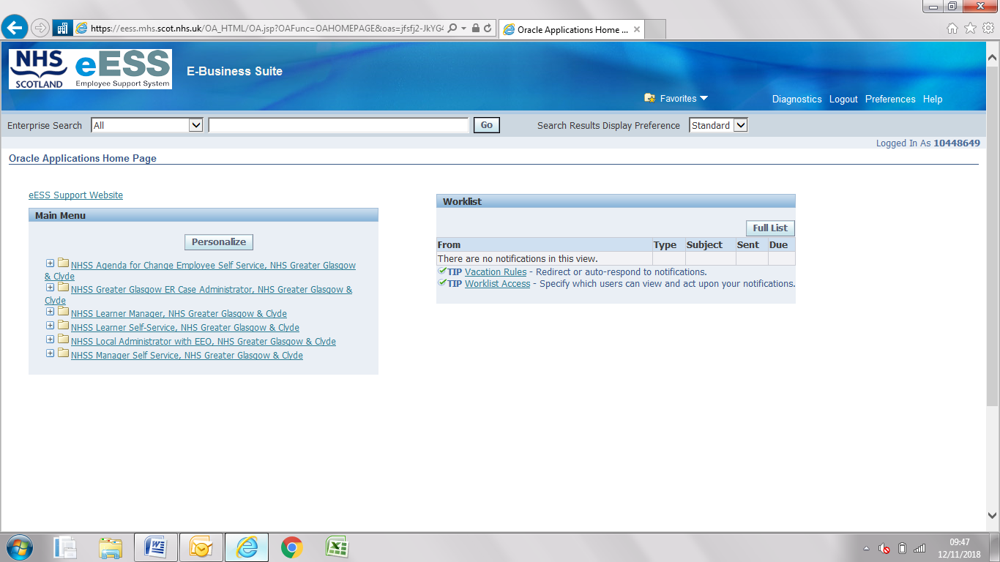 https://eess.mhs.scot.nhs.uk/OA_HTML/OA.jsp?OAFunc=OAHOMEPAGE&oas=jfsfj2-JkYG4
Oracle Applications Home ...
NHS
SCOTLAND
eESS
Employee Support System
E-Business Suite
Favorites
Diagnostics Logout Preferences Help
Enterprise Search All Go Search Results Display Preference Standard
Logged In As 10448649
Oracle Applications Home Page
eESS Support Website
Main Menu
Personalize
NHSS Agenda for Change Employee Self Service, NHS Greater Glasgow
& Clyde
NHSS Greater Glasgow ER Case Administrator, NHS Greater Glasgow &
Clyde
NHSS Learner Manager, NHS Greater Glasgow & Clyde
NHSS Learner Self-Service, NHS Greater Glasgow & Clyde
NHSS Local Administrator with EEO, NHS Greater Glasgow & Clyde
NHSS Manager Self Service, NHS Greater Glasgow & Clyde
Worklist
Full List
From Type Subject Sent Due
There are no notifications in this view.
TIP Vacation Rules - Redirect or auto-respond to notifications.
TIP Worklist Access - Specify which users can view and act upon your notifications.
09:47
12/11/2018